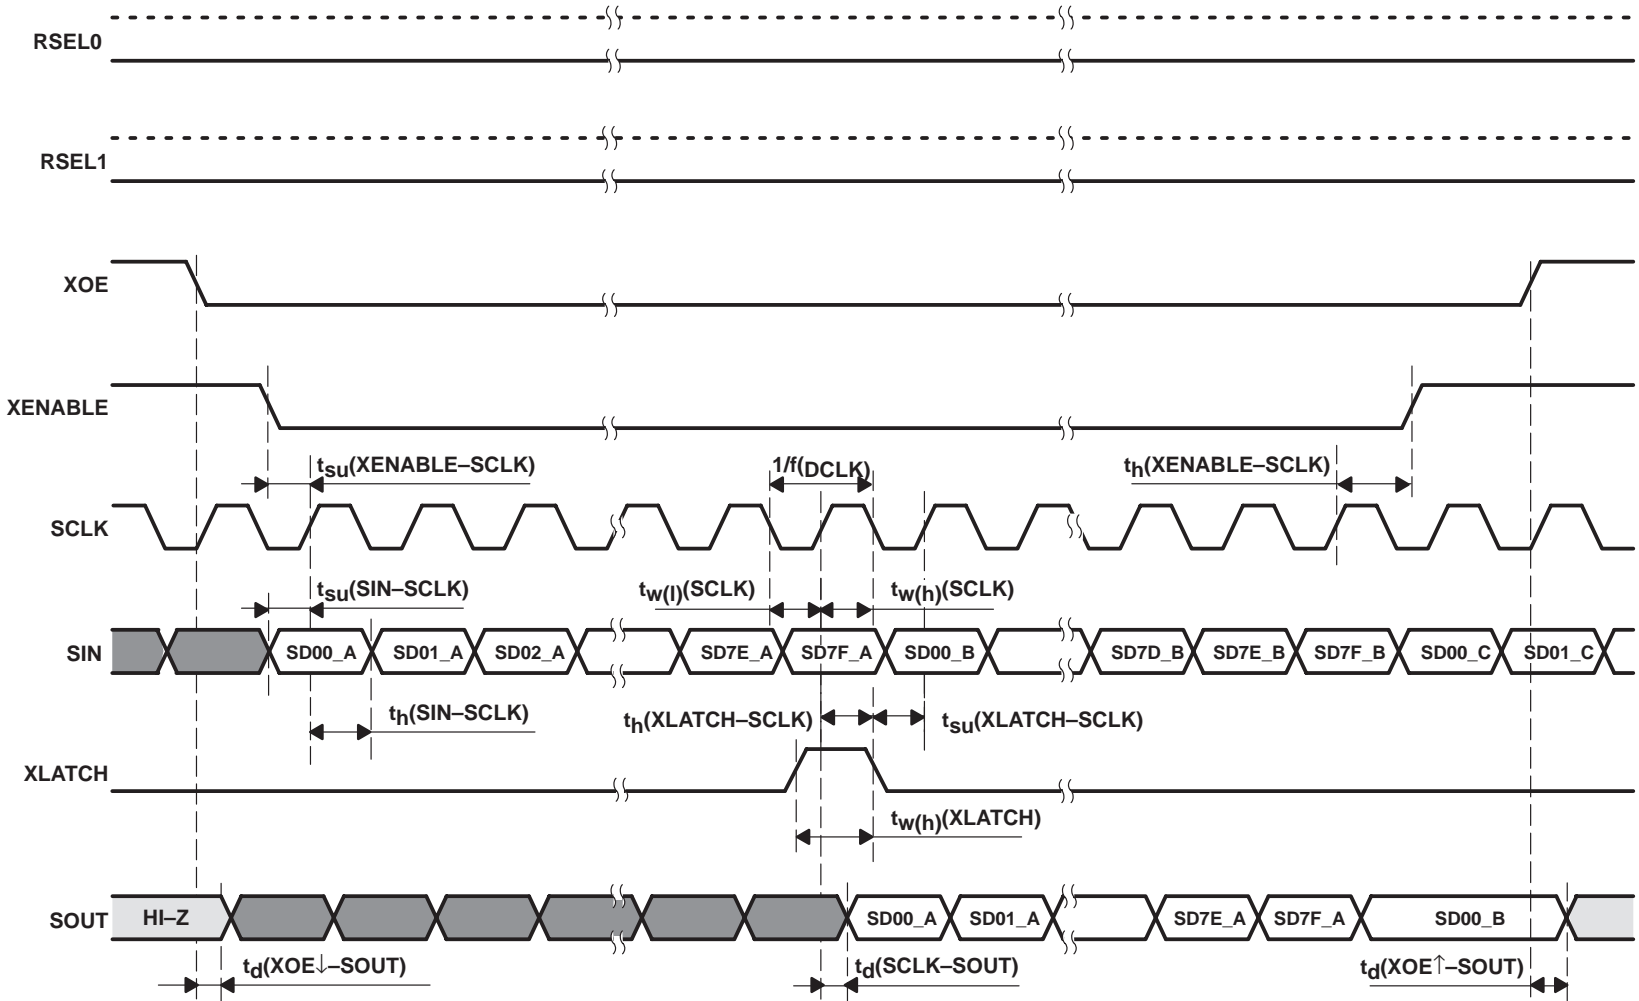 RSEL0
RSEL1
XOE
XENABLE
tsu(XENABLE–SCLK)
1/f(DCLK)
th(XENABLE–SCLK)
SCLK
tsu(SIN–SCLK)
tw(l)(SCLK)
tw(h)(SCLK)
SIN
SD00_A
SD01_A
SD02_A
SD7E_A
SD7F_A
SD00_B
SD7D_B
SD7E_B
SD7F_B
SD00_C
SD01_C
th(SIN–SCLK)
th(XLATCH–SCLK)
tsu(XLATCH–SCLK)
XLATCH
tw(h)(XLATCH)
SOUT
HI–Z
SD00_A
SD01_A
SD7E_A
SD7F_A
SD00_B
td(XOE↓–SOUT)
td(SCLK–SOUT)
td(XOE↑–SOUT)